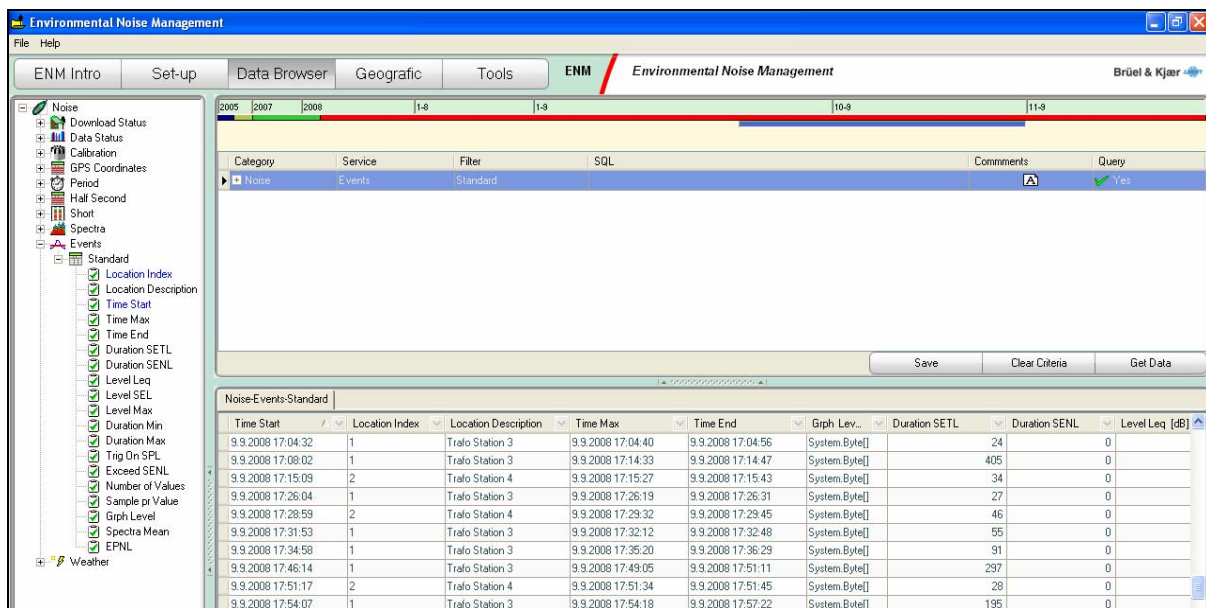 Environmental Noise Management
File Help
ENM Intro Set-up Data Browser Geografic Tools ENM Environmental Noise Management Brüel & Kjær
Noise
Download Status
Data Status
Calibration
GPS Coordinates
Period
Half Second
Short
Spectra
Events
Standard
Location Index
Location Description
Time Start
Time Max
Time End
Duration SETL
Duration SENL
Level Leq
Level SEL
Level Max
Duration Min
Duration Max
Trig On SPL
Exceed SENL
Number of Values
Sample pr Value
Grph Level
Spectra Mean
EPNL
Weather
2005 2007 2008 1-8 1-9 10-9 11-9
Category Service Filter SQL Commments Query
Noise Events Standard A Yes
Save Clear Criteria Get Data
Noise-Events-Standard
Time Start Location Index Location Description Time Max Time End Grph Lev... Duration SETL Duration SENL Level Leq [dB]
9.9.2008 17:04:32 1 Trafo Station 3 9.9.2008 17:04:40 9.9.2008 17:04:56 System.Byte[] 24 0
9.9.2008 17:08:02 1 Trafo Station 3 9.9.2008 17:14:33 9.9.2008 17:14:47 System.Byte[] 405 0
9.9.2008 17:15:09 2 Trafo Station 4 9.9.2008 17:15:27 9.9.2008 17:15:43 System.Byte[] 34 0
9.9.2008 17:26:04 1 Trafo Station 3 9.9.2008 17:26:19 9.9.2008 17:26:31 System.Byte[] 27 0
9.9.2008 17:28:59 2 Trafo Station 4 9.9.2008 17:29:32 9.9.2008 17:29:45 System.Byte[] 46 0
9.9.2008 17:31:53 1 Trafo Station 3 9.9.2008 17:32:12 9.9.2008 17:32:48 System.Byte[] 55 0
9.9.2008 17:34:58 1 Trafo Station 3 9.9.2008 17:35:20 9.9.2008 17:36:29 System.Byte[] 91 0
9.9.2008 17:46:14 1 Trafo Station 3 9.9.2008 17:49:05 9.9.2008 17:51:11 System.Byte[] 297 0
9.9.2008 17:51:17 2 Trafo Station 4 9.9.2008 17:51:34 9.9.2008 17:51:45 System.Byte[] 28 0
9.9.2008 17:54:07 1 Trafo Station 3 9.9.2008 17:54:18 9.9.2008 17:57:22 System.Byte[] 195 0